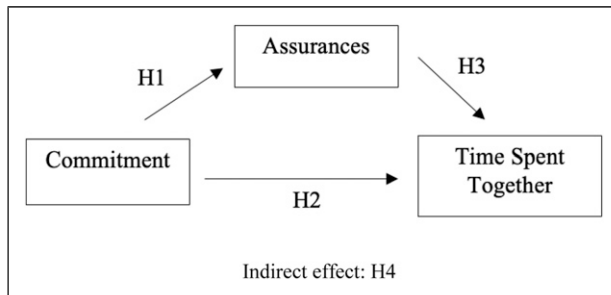 Assurances
H1
H3
Commitment
Time Spent
Together
H2
Indirect effect: H4